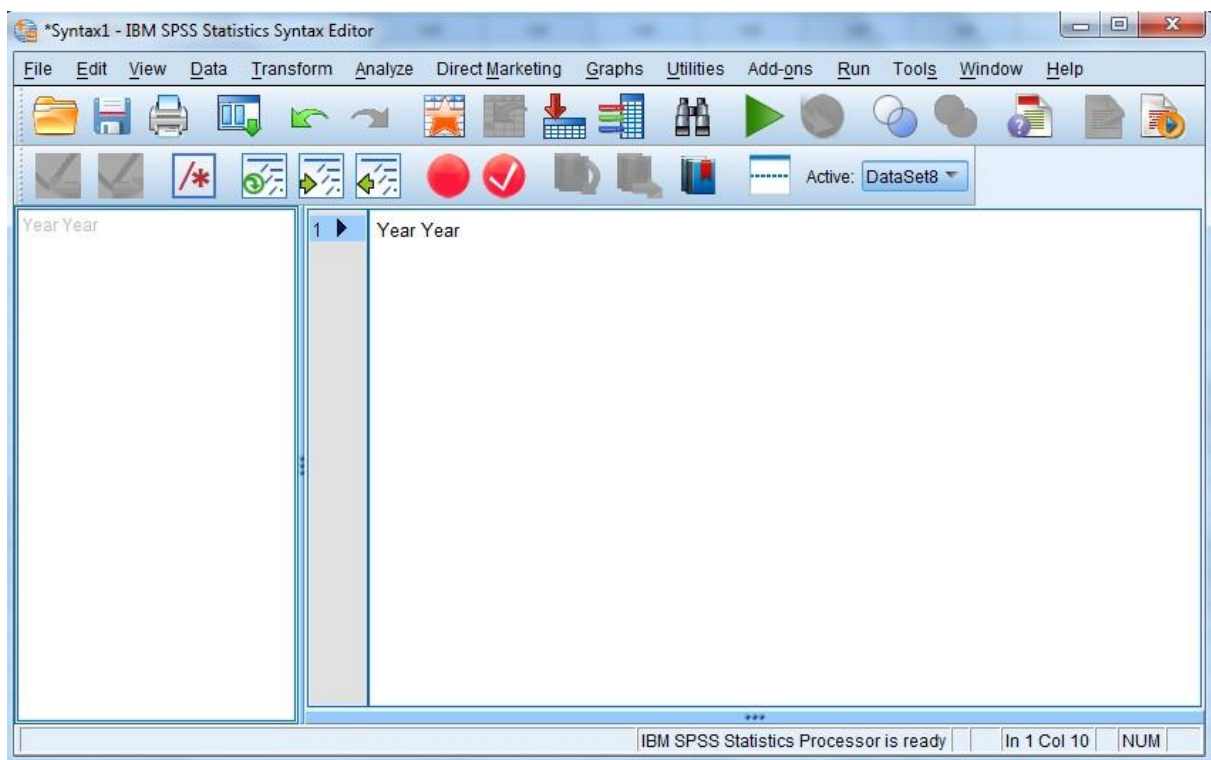 *Syntax1 - IBM SPSS Statistics Syntax Editor
File Edit View Data Transform Analyze Direct Marketing Graphs Utilities Add-ons Run Tools Window Help
/*
Active: DataSet8
Year Year
1 Year Year
IBM SPSS Statistics Processor is ready In 1 Col 10 NUM